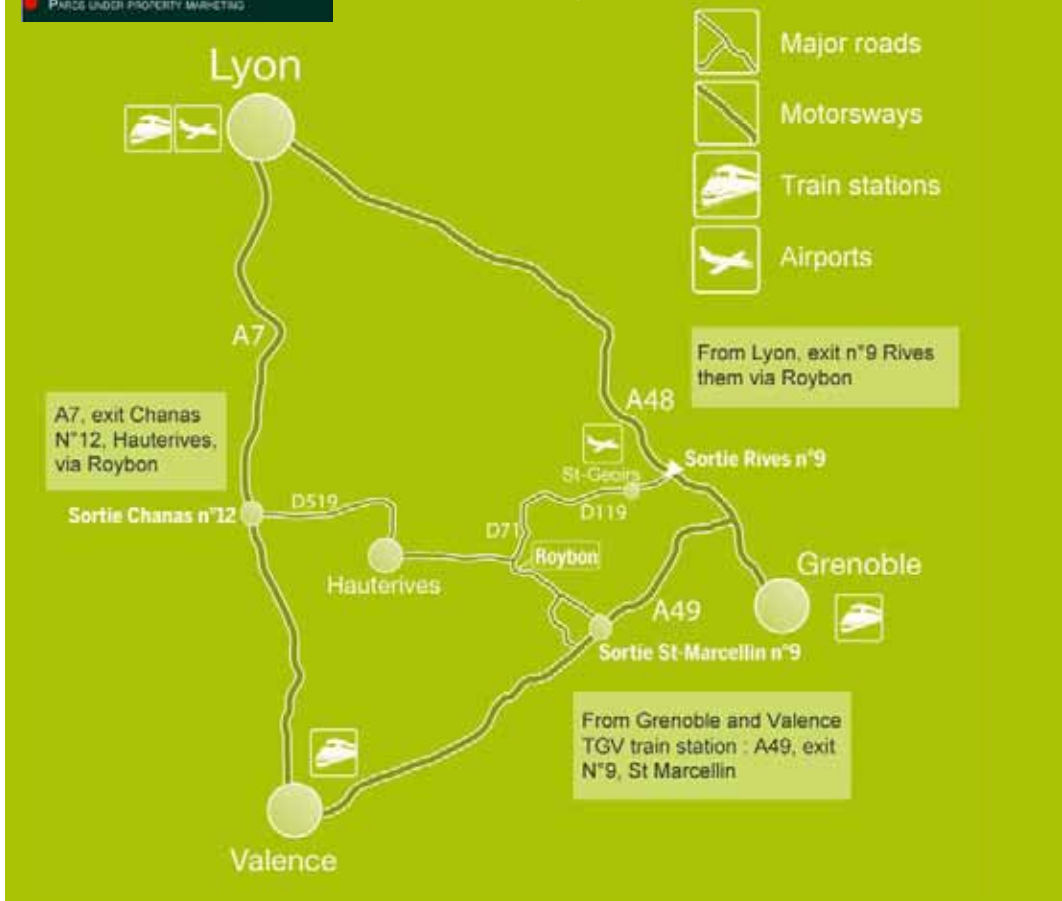 PARCS UNDER PROPERTY MARKETING
Major roads
Lyon
Motorsways
Train stations
Airports
A7
From Lyon, exit n°9 Rives
them via Roybon
A48
A7, exit Chanas
N°12, Hauterives,
via Roybon
Sortie Rives n°9
St-Geoirs
D519
D119
Sortie Chanas n°12
D71
Roybon
Grenoble
Hauterives
A49
Sortie St-Marcellin n°9
From Grenoble and Valence
TGV train station : A49, exit
N°9, St Marcellin
Valence